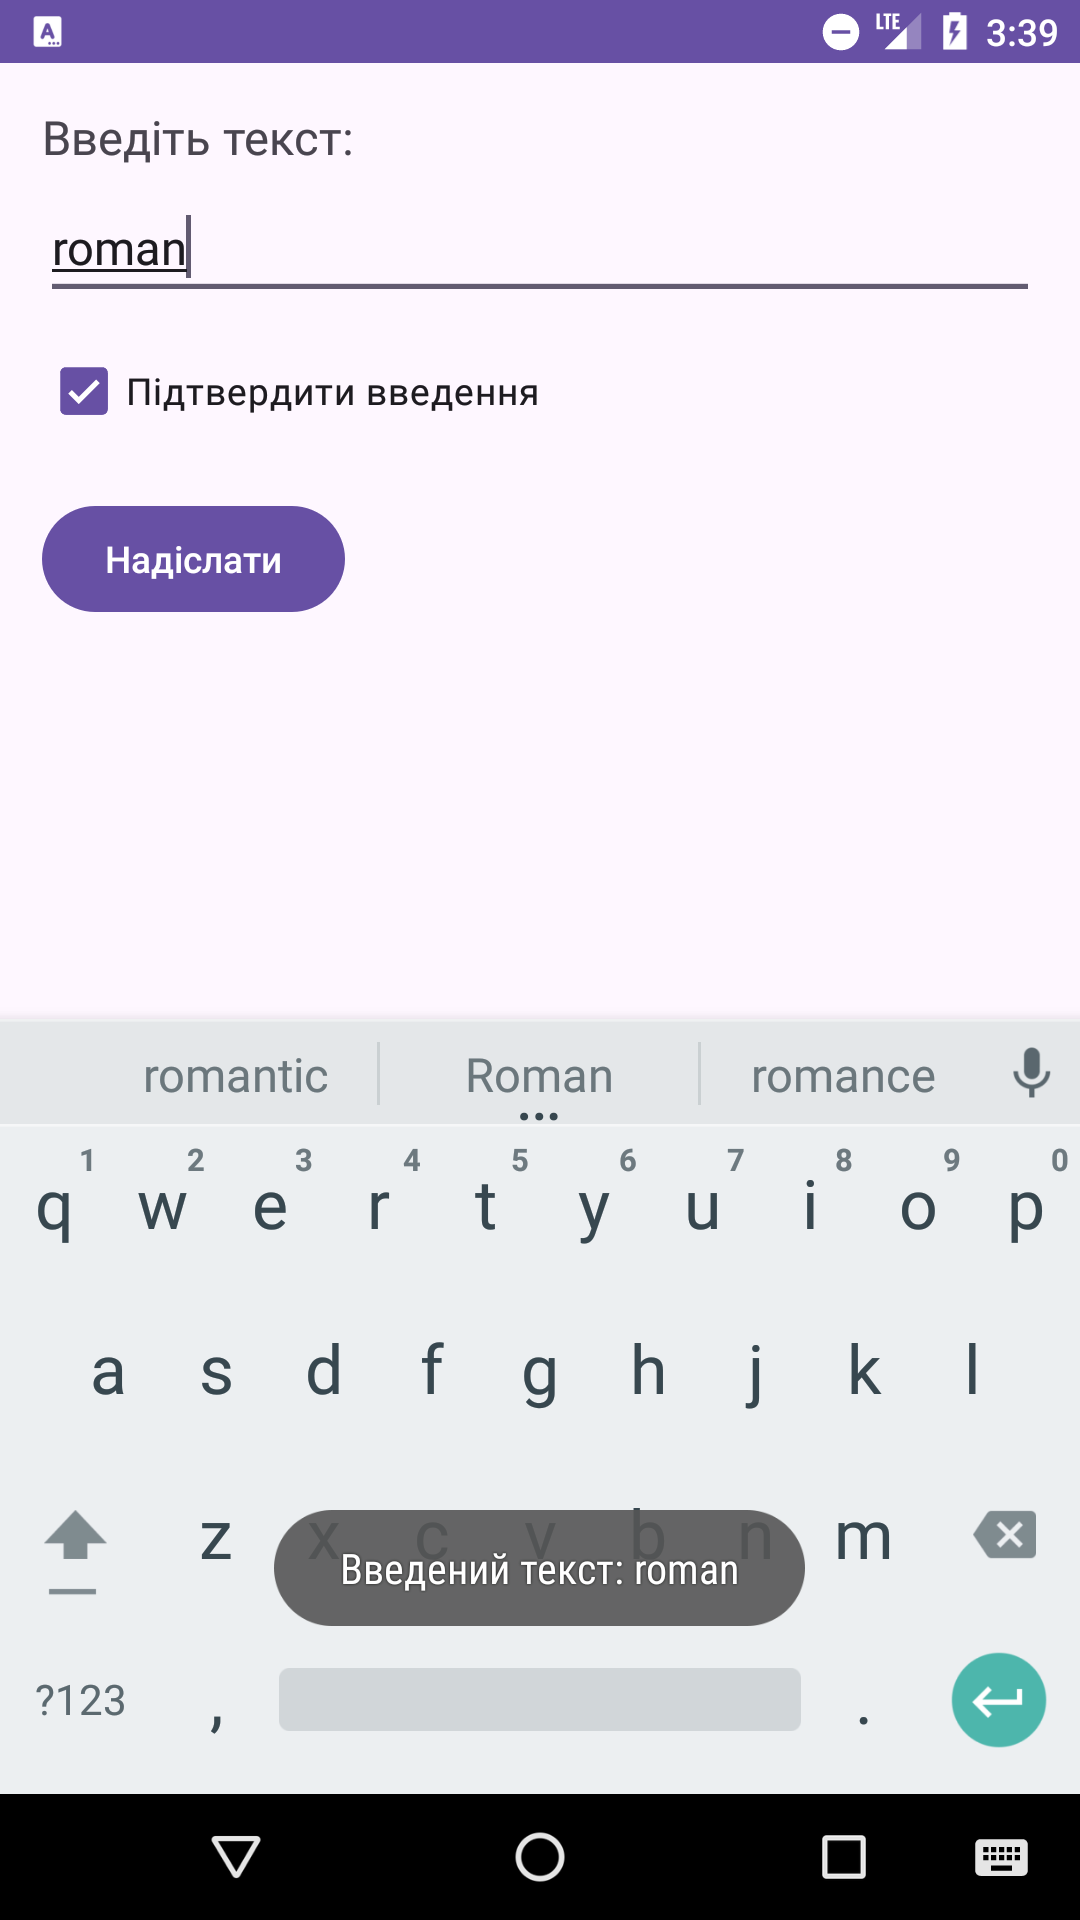 LTE 3:39
Введіть текст:
roman
Підтвердити введення
Надіслати
romantic Roman romance
1 2 3 4 5 6 7 8 9 0
q w e r t y u i o p
a s d f g h j k l
z x c v b n m
Введений текст: roman
?123 , .